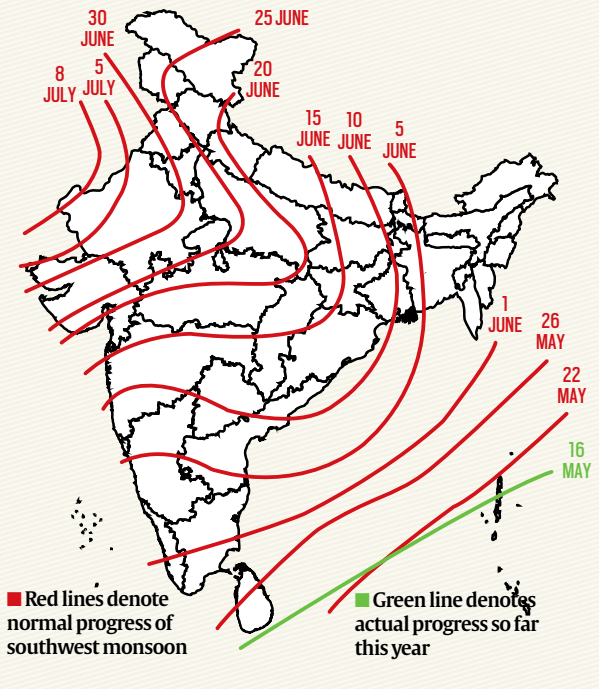 30
JUNE
25 JUNE
8
JULY
5
JULY
20
JUNE
15
JUNE
10
JUNE
5
JUNE
1
JUNE
26
MAY
22
MAY
16
MAY
Red lines denote
normal progress of
southwest monsoon
Green line denotes
actual progress so far
this year